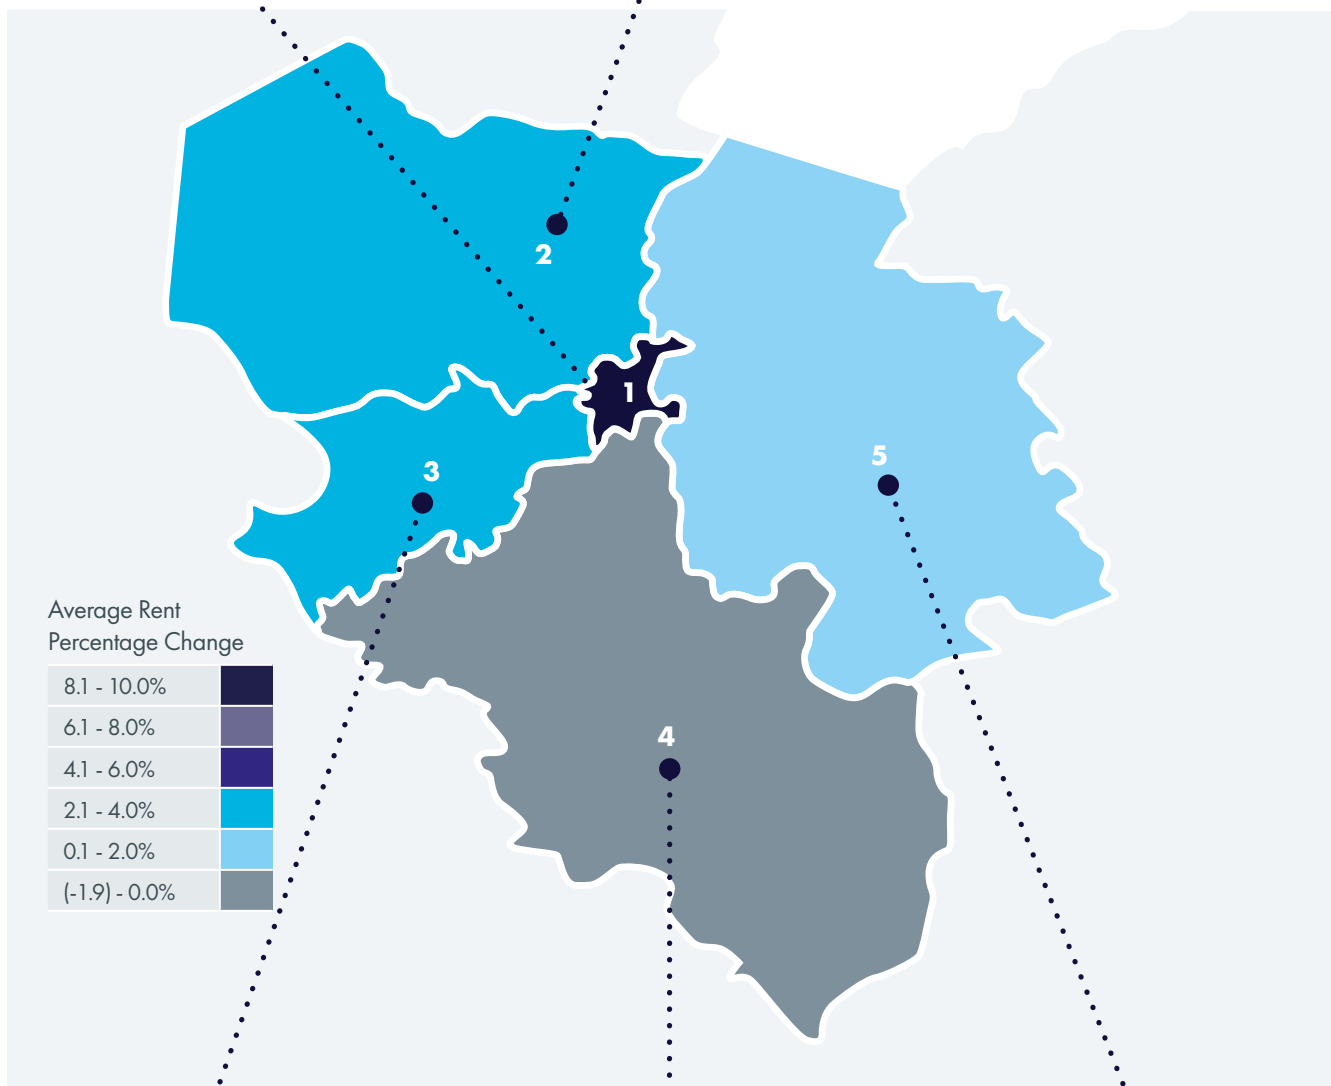 2
1
3
5
4
Average Rent
Percentage Change
8.1 - 10.0%
6.1 - 8.0%
4.1 - 6.0%
2.1 - 4.0%
0.1 - 2.0%
(-1.9) - 0.0%